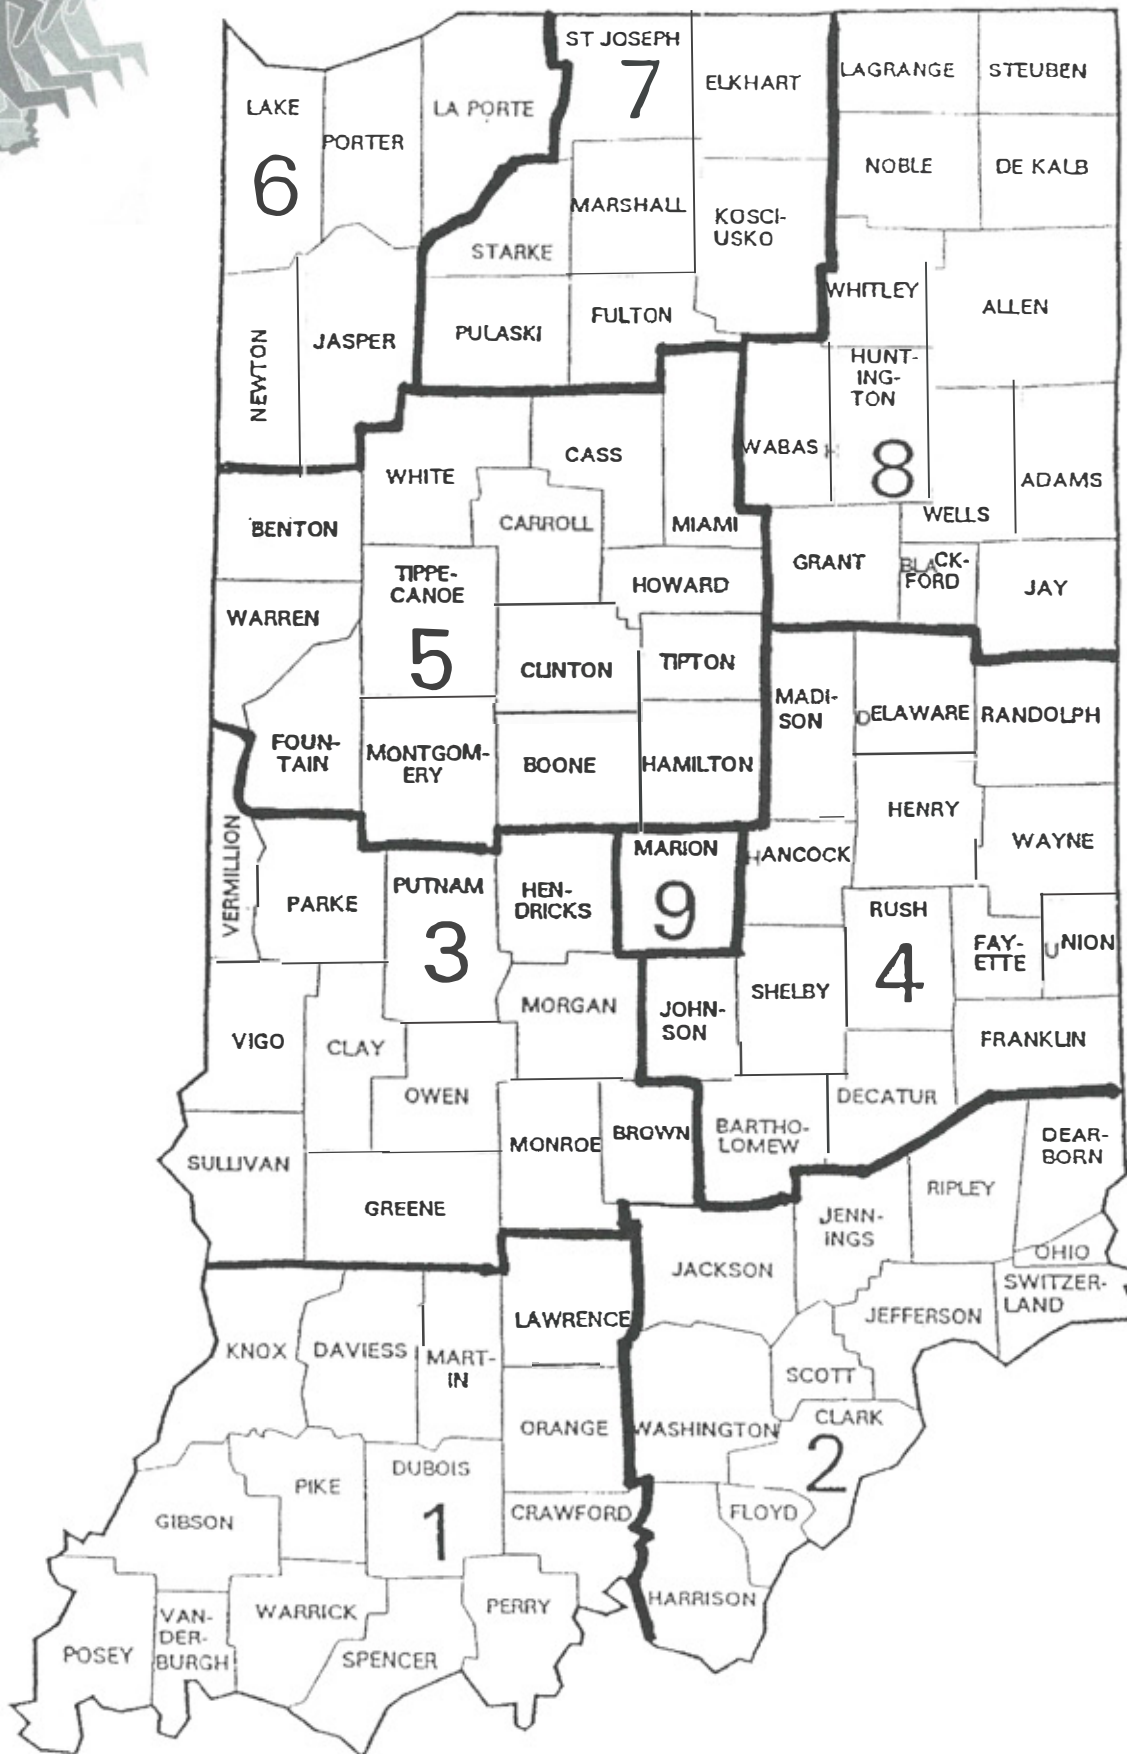 ST JOSEPH
7
ELKHART
LAGRANGE
STEUBEN
LAKE
PORTER
LA PORTE
6
NOBLE
DE KALB
MARSHALL
KOSCI-
USKO
STARKE
WHITLEY
ALLEN
NEWTON
JASPER
PULASKI
FULTON
HUNT-
ING-
TON
WHITE
CASS
WABASH
8
ADAMS
BENTON
CARROLL
MIAMI
WELLS
TIPPE-
CANOE
HOWARD
GRANT
BLACK-
FORD
JAY
WARREN
5
CLINTON
TIPTON
MADI-
SON
DELAWARE
RANDOLPH
FOUN-
TAIN
MONTGOM-
ERY
BOONE
HAMILTON
HENRY
WAYNE
VERMILLION
PARKE
PUTNAM
HEN-
DRICKS
MARION
HANCOCK
3
9
RUSH
FAY-
ETTE
UNION
4
VIGO
CLAY
MORGAN
JOHN-
SON
SHELBY
FRANKLIN
OWEN
DECATUR
SULLIVAN
MONROE
BROWN
BARTHO-
LOMEW
DEAR-
BORN
GREENE
RIPLEY
JENN-
INGS
OHIO
JACKSON
SWITZER-
LAND
LAWRENCE
JEFFERSON
KNOX
DAVIESS
MART-
IN
SCOTT
ORANGE
WASHINGTON
CLARK
2
DUBOIS
PIKE
1
GIBSON
CRAWFORD
FLOYD
HARRISON
POSEY
VAN-
DER-
BURGH
WARRICK
SPENCER
PERRY